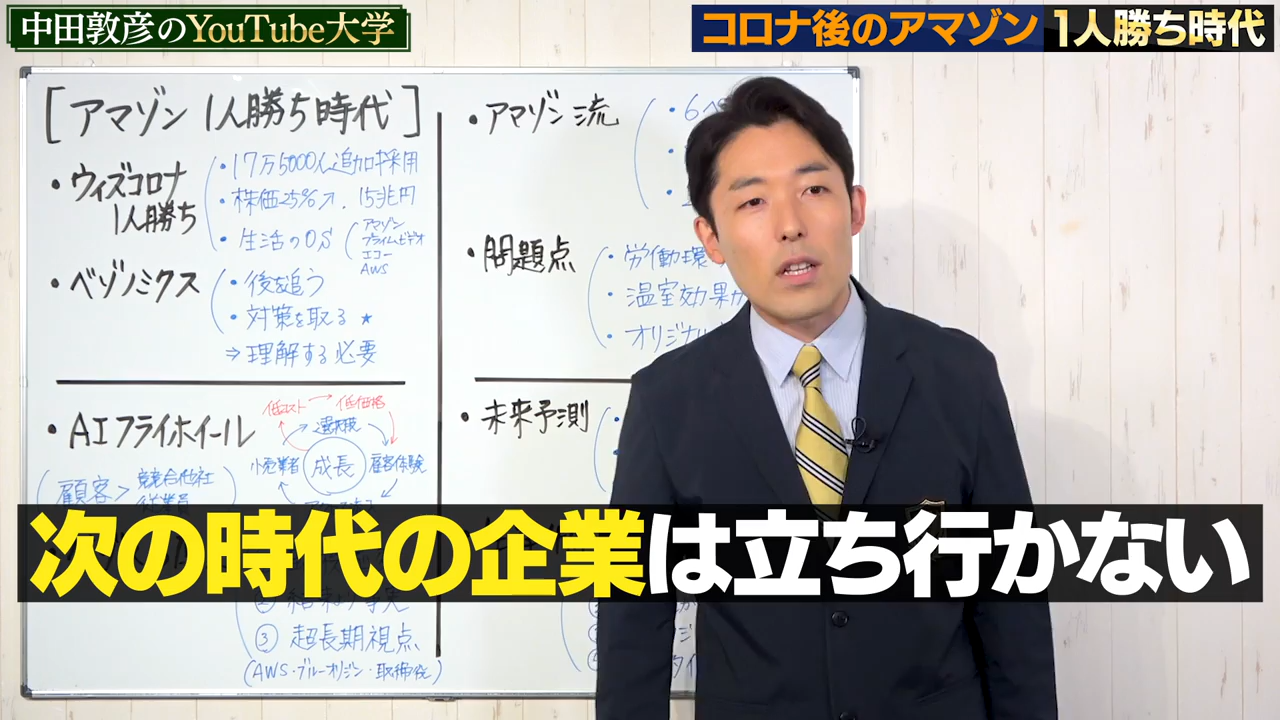 中田敦彦のYouTube大学
コロナ後のアマゾン 1人勝ち時代
[アマゾン 1人勝ち時代]
・ウィズコロナ
1人勝ち
・17万5000人追加採用
・株価25%↗. 15兆円
・生活のOS
アマゾン
プライムビデオ
エコー
AWS
・ベゾノミクス
・後を追う
・対策を取る ★
⇒理解する必要
・AIフライホイール
低コスト→低価格
選択肢
小売業者
成長
顧客体験
顧客>
競合他社
従業員
③ 超長期視点
(AWS・ブルーオリジン・取締役)
・アマゾン流
・問題点
・労働環
・温室効果
・オリジナル
・未来予測
次の時代の企業は立ち行かない